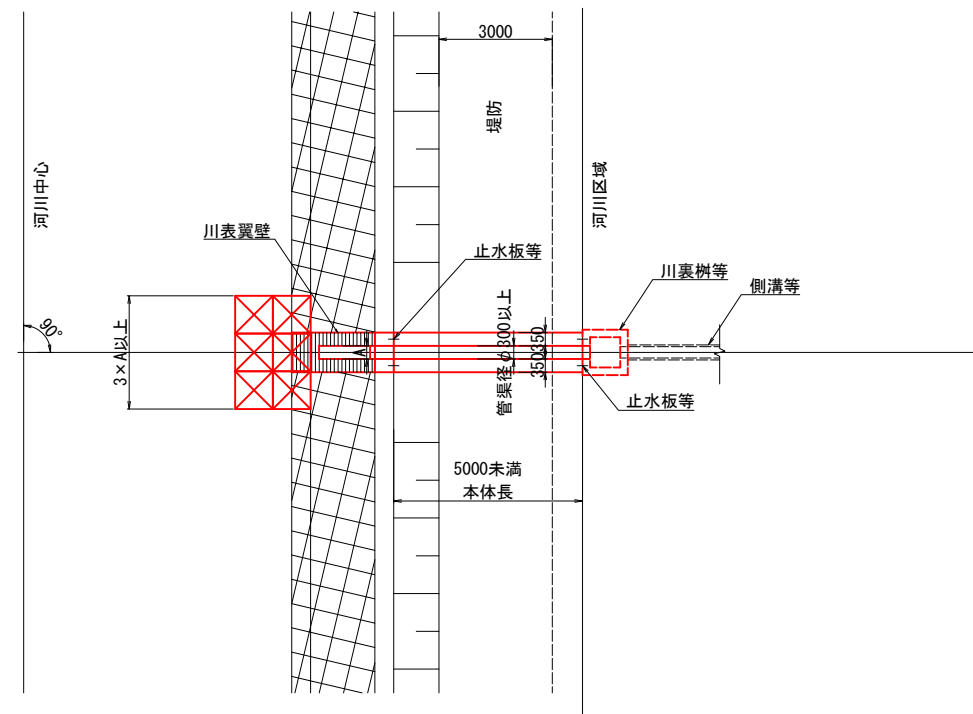 3000
堤防
河川中心
河川区域
川表翼壁
止水板等
川裏桝等
側溝等
90°
3×A以上
A
管渠径φ300以上
350
350
止水板等
5000未満
本体長